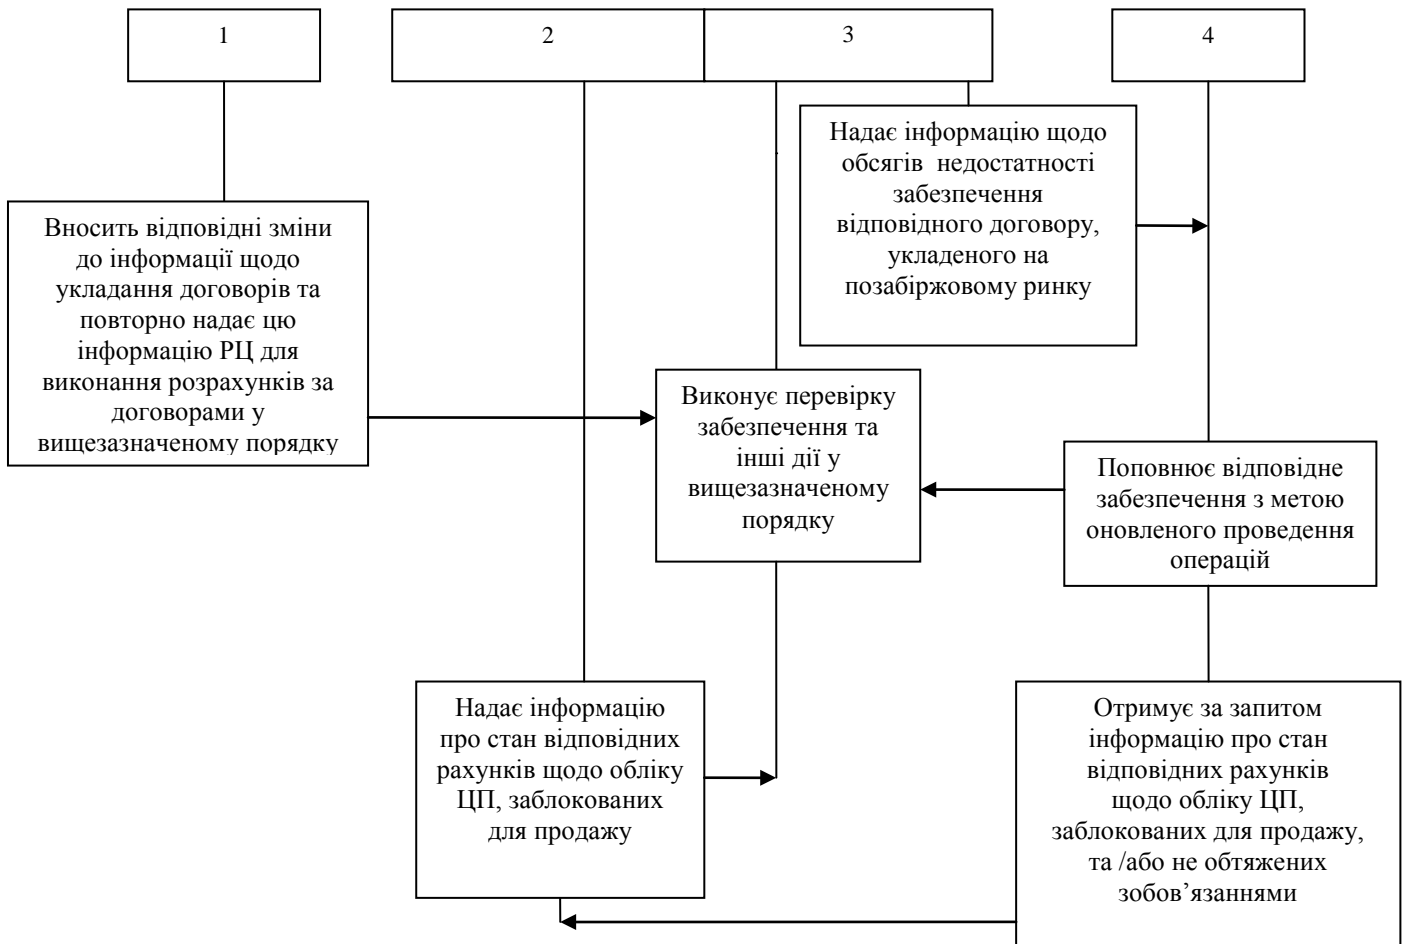 1
2
3
4
Надає інформацію щодо
обсягів недостатності
забезпечення
відповідного договору,
укладеного на
позабіржовому ринку
Вносить відповідні зміни
до інформації щодо
укладання договорів та
повторно надає цю
інформацію РЦ для
виконання розрахунків за
договорами у
вищезазначеному порядку
Виконує перевірку
забезпечення та
інші дії у
вищезазначеному
порядку
Поповнює відповідне
забезпечення з метою
оновленого проведення
операцій
Надає інформацію
про стан відповідних
рахунків щодо обліку
ЦП, заблокованих
для продажу
Отримує за запитом
інформацію про стан
відповідних рахунків
щодо обліку ЦП,
заблокованих для продажу,
та /або не обтяжених
зобов’язаннями